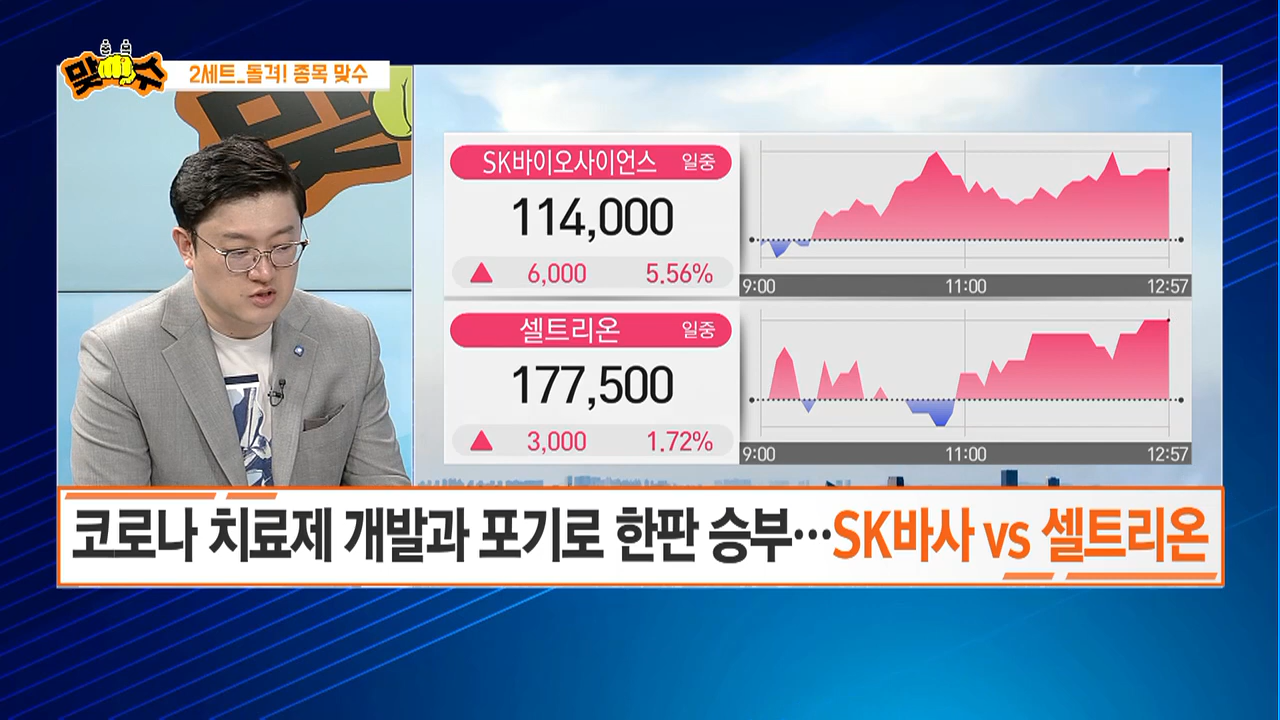 종목
맞수
2세트_돌격! 종목 맞수
맞
SK바이오사이언스 일중
114,000
▲ 6,000 5.56%
9:00 11:00 12:57
셀트리온 일중
177,500
▲ 3,000 1.72%
9:00 11:00 12:57
코로나 치료제 개발과 포기로 한판 승부…SK바사 vs 셀트리온